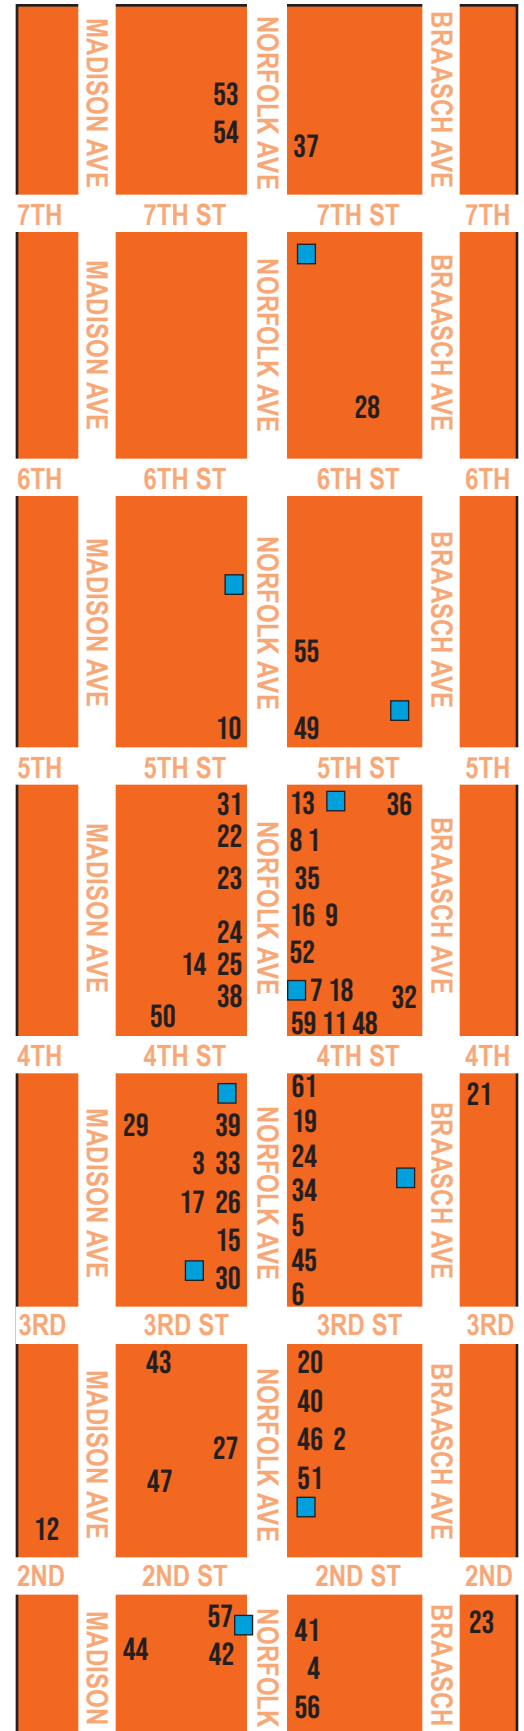 MADISON AVE
NORFOLK AVE
BRAASCH AVE
53
54
37
7TH
7TH ST
7TH ST
7TH
MADISON AVE
NORFOLK AVE
BRAASCH AVE
28
6TH
6TH ST
6TH ST
6TH
MADISON AVE
NORFOLK AVE
BRAASCH AVE
55
10
49
5TH
5TH ST
5TH ST
5TH
MADISON AVE
NORFOLK AVE
BRAASCH AVE
31
22
23
24
14 25
38
50
13
36
8 1
35
16 9
52
7 18
32
59 11 48
4TH
4TH ST
4TH ST
4TH
MADISON AVE
NORFOLK AVE
BRAASCH AVE
29
39
3 33
17 26
15
30
61
19
24
34
5
45
6
21
3RD
3RD ST
3RD ST
3RD
MADISON AVE
NORFOLK AVE
BRAASCH AVE
43
27
47
12
20
40
46 2
51
2ND
2ND ST
2ND ST
2ND
MADISON
NORFOLK
BRAASCH
57
44
42
41
4
56
23